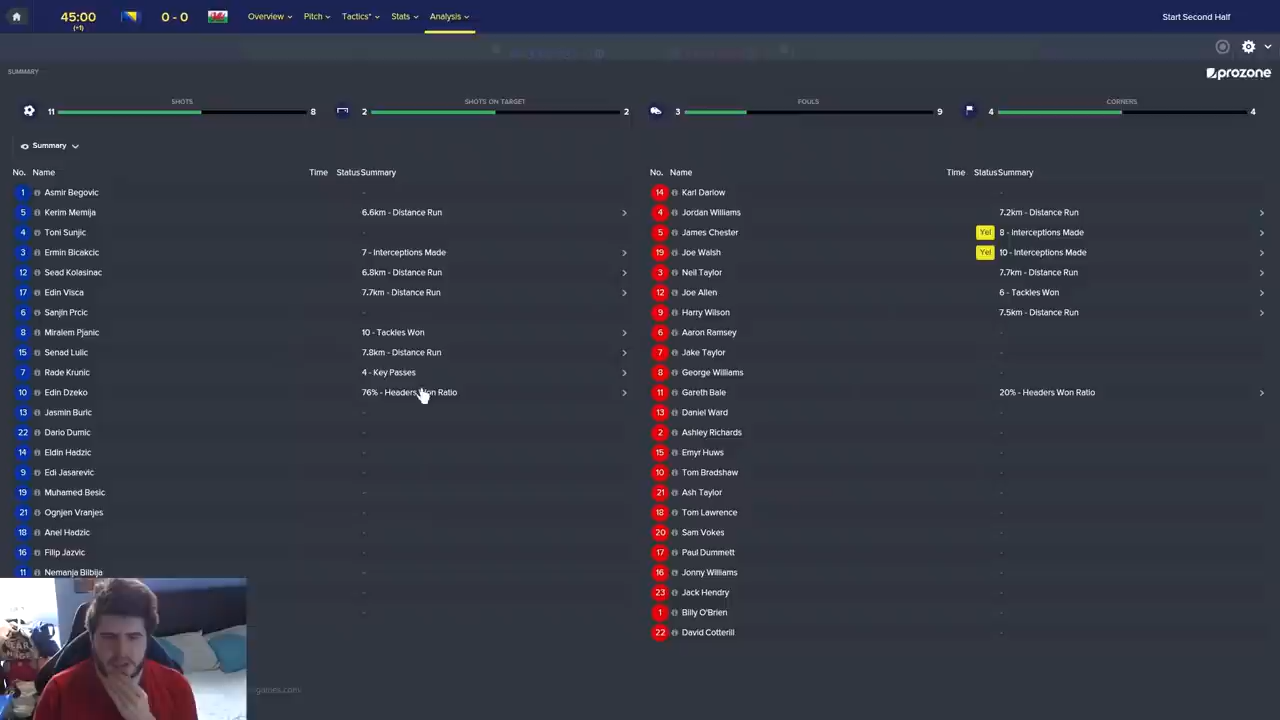 45:00 (+1) 0 - 0 Overview Pitch Tactics* Stats Analysis Start Second Half
SUMMARY
prozone
SHOTS SHOTS ON TARGET FOULS CORNERS
11 8 2 2 3 9 4 4
Summary
No. Name Time Status Summary No. Name Time Status Summary
1 Asmir Begovic - 14 Karl Darlow -
5 Kerim Memija 6.6km - Distance Run 4 Jordan Williams 7.2km - Distance Run
4 Toni Sunjic - 5 James Chester Yel 8 - Interceptions Made
3 Ermin Bicakcic 7 - Interceptions Made 19 Joe Walsh Yel 10 - Interceptions Made
12 Sead Kolasinac 6.8km - Distance Run 3 Neil Taylor 7.7km - Distance Run
17 Edin Visca 7.7km - Distance Run 12 Joe Allen 6 - Tackles Won
6 Sanjin Prcic - 9 Harry Wilson 7.5km - Distance Run
8 Miralem Pjanic 10 - Tackles Won 6 Aaron Ramsey -
15 Senad Lulic 7.8km - Distance Run 7 Jake Taylor -
7 Rade Krunic 4 - Key Passes 8 George Williams -
10 Edin Dzeko 76% - Headers Won Ratio 11 Gareth Bale 20% - Headers Won Ratio
13 Jasmin Buric - 13 Daniel Ward -
22 Dario Dumic - 2 Ashley Richards -
14 Eldin Hadzic - 15 Emyr Huws -
9 Edi Jasarevic - 10 Tom Bradshaw -
19 Muhamed Besic - 21 Ash Taylor -
21 Ognjen Vranjes - 18 Tom Lawrence -
18 Anel Hadzic - 20 Sam Vokes -
16 Filip Jazvic - 17 Paul Dummett -
11 Nemanja Bilbija - 16 Jonny Williams -
- 23 Jack Hendry -
- 1 Billy O'Brien -
22 David Cotterill -
games.com